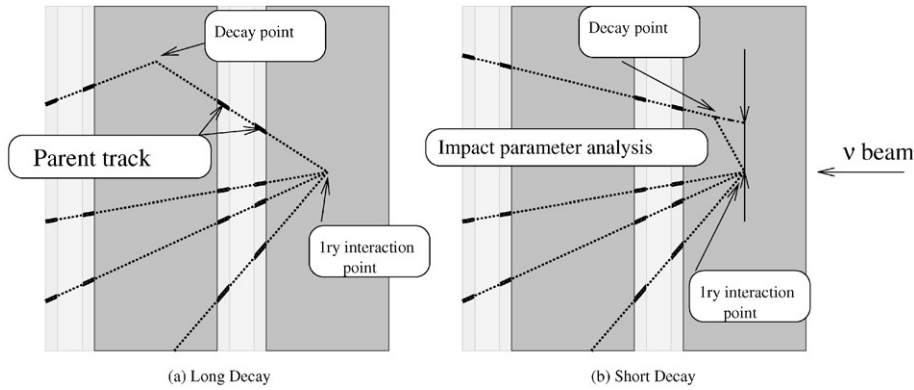 Decay point
Parent track
1ry interaction
point
(a) Long Decay
Decay point
Impact parameter analysis
ν beam
1ry interaction
point
(b) Short Decay